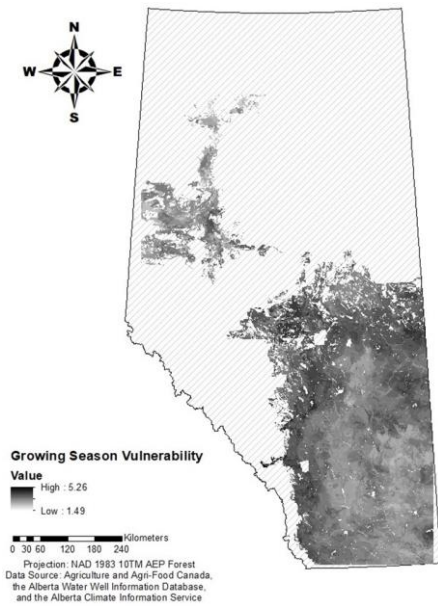 N
W E
S
Growing Season Vulnerability
Value
High : 5.26
Low : 1.49
Kilometers
0 30 60 120 180 240
Projection: NAD 1983 10TM AEP Forest
Data Source: Agriculture and Agri-Food Canada,
the Alberta Water Well Information Database,
and the Alberta Climate Information Service